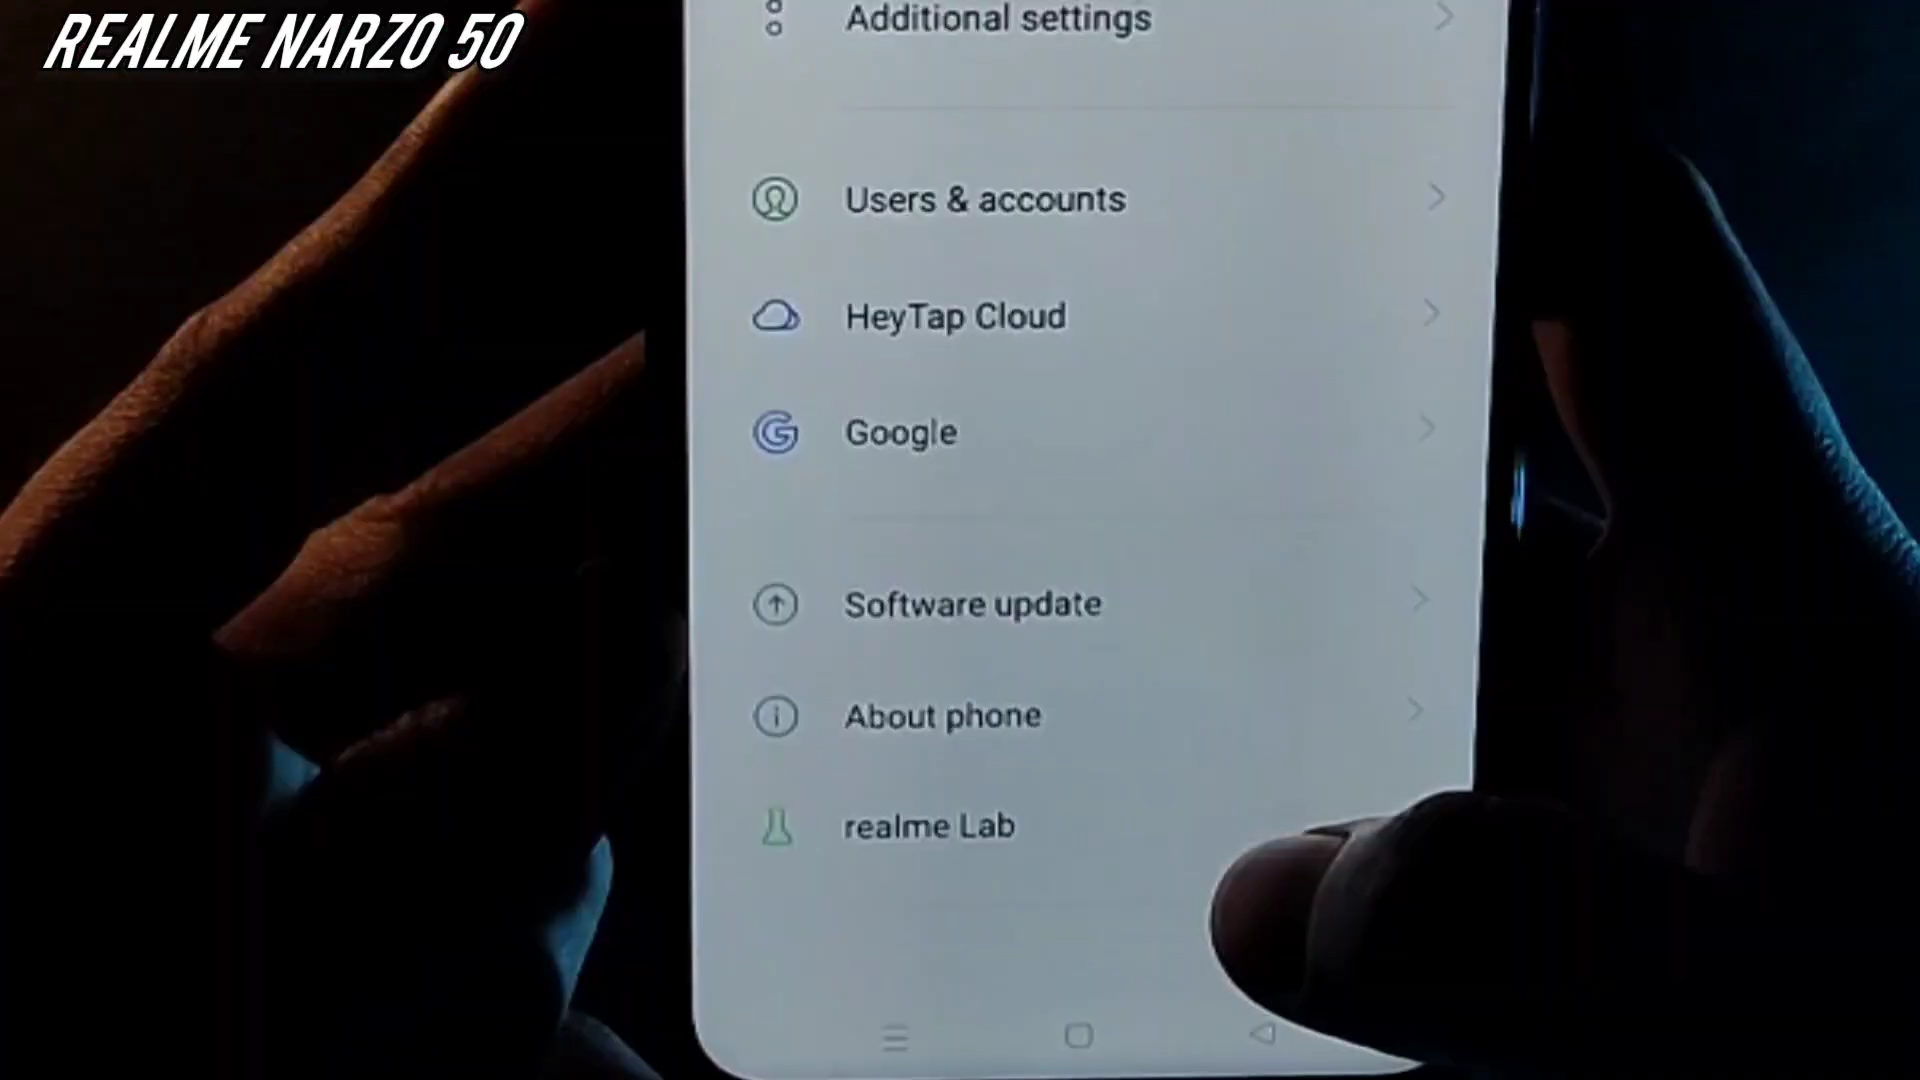 REALME NARZO 50
Additional settings
Users & accounts
HeyTap Cloud
Google
Software update
About phone
realme Lab